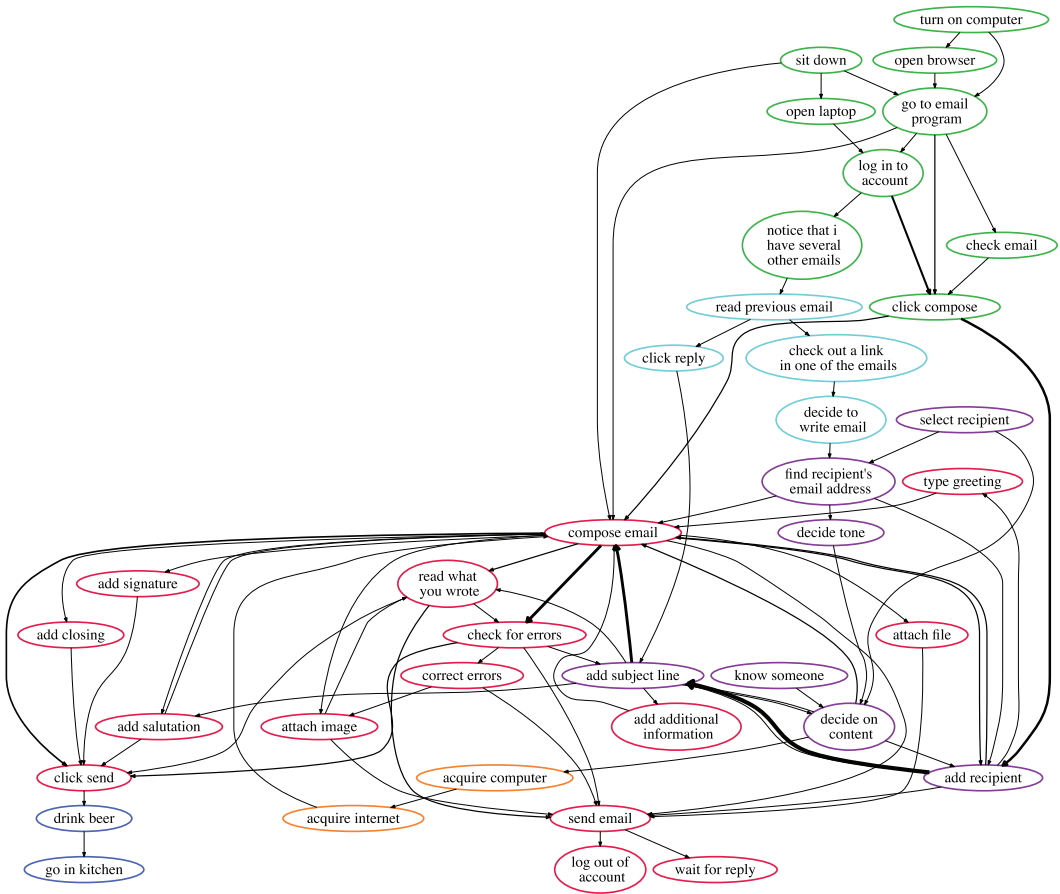 turn on computer
sit down
open browser
open laptop
go to email
program
log in to
account
notice that i
have several
other emails
check email
read previous email
click compose
click reply
check out a link
in one of the emails
decide to
write email
select recipient
find recipient's
email address
type greeting
compose email
decide tone
add signature
read what
you wrote
add closing
check for errors
attach file
correct errors
add subject line
know someone
add salutation
attach image
add additional
information
decide on
content
click send
acquire computer
add recipient
drink beer
acquire internet
send email
go in kitchen
log out of
account
wait for reply